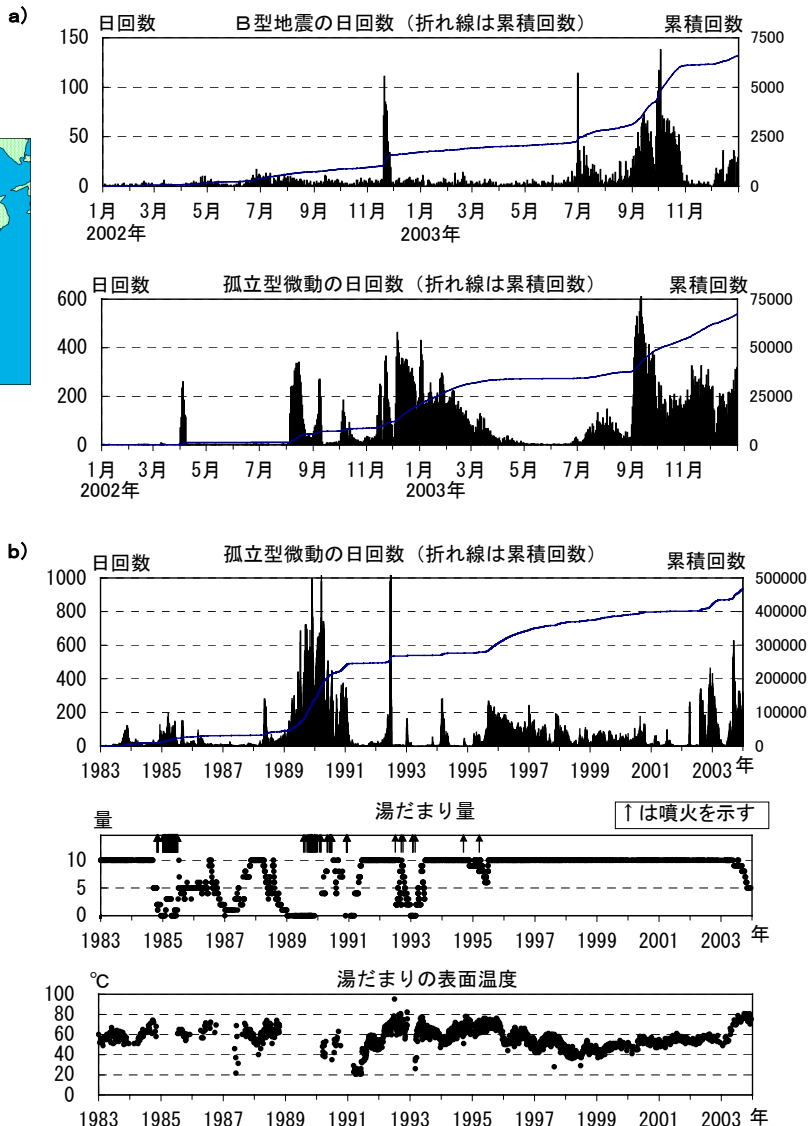 a)
日回数 B型地震の日回数（折れ線は累積回数） 累積回数
150 7500
100 5000
50 2500
0 0
1月 3月 5月 7月 9月 11月 1月 3月 5月 7月 9月 11月
2002年 2003年
日回数 孤立型微動の日回数（折れ線は累積回数） 累積回数
600 75000
400 50000
200 25000
0 0
1月 3月 5月 7月 9月 11月 1月 3月 5月 7月 9月 11月
2002年 2003年
b)
日回数 孤立型微動の日回数（折れ線は累積回数） 累積回数
1000 500000
800 400000
600 300000
400 200000
200 100000
0 0
1983 1985 1987 1989 1991 1993 1995 1997 1999 2001 2003 年
量 湯だまり量 ↑は噴火を示す
10
5
0
1983 1985 1987 1989 1991 1993 1995 1997 1999 2001 2003 年
℃ 湯だまりの表面温度
100
80
60
40
20
0
1983 1985 1987 1989 1991 1993 1995 1997 1999 2001 2003 年